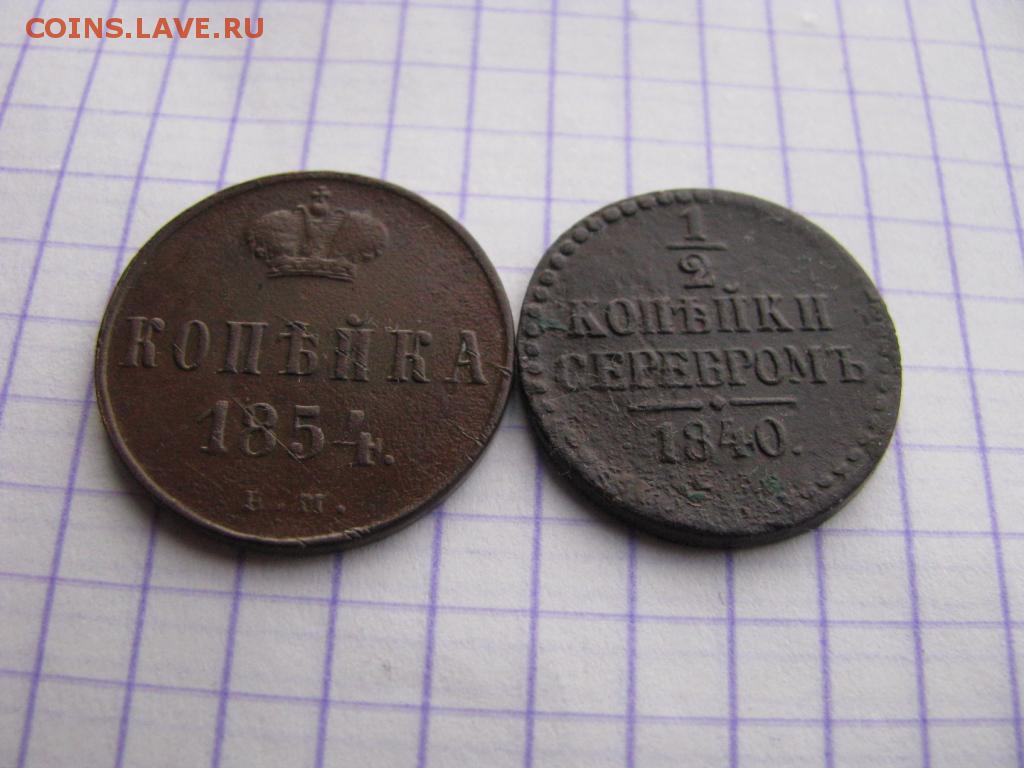 COINS.LAVE.RU
КОПѢЙКА
1854.
Е.М.
1
2
КОПѢЙКИ
СЕРЕБРОМЪ
1840.